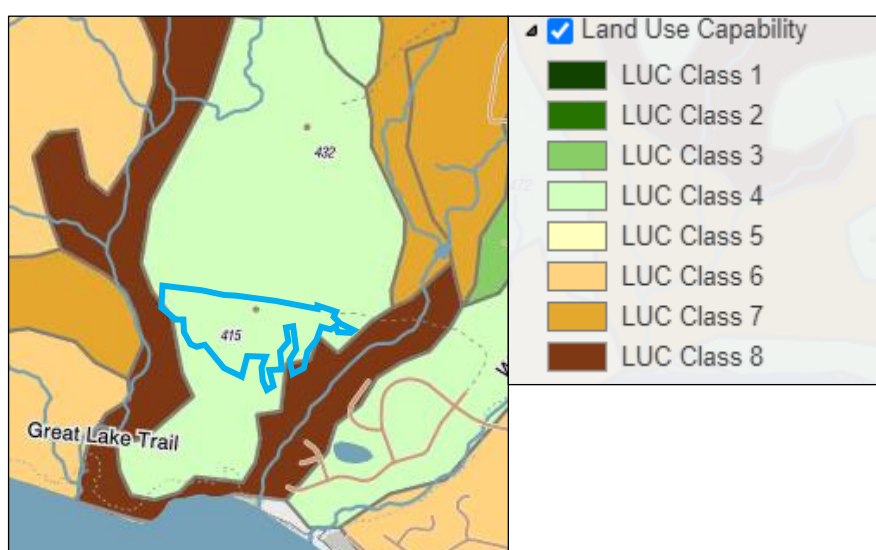 432
415
Great Lake Trail
W
Land Use Capability
LUC Class 1
LUC Class 2
LUC Class 3
LUC Class 4
LUC Class 5
LUC Class 6
LUC Class 7
LUC Class 8